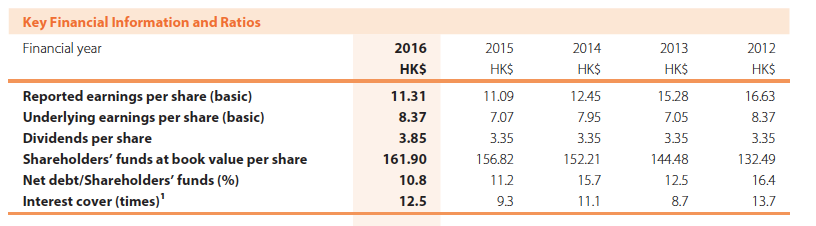 Key Financial Information and Ratios
Financial year 2016 2015 2014 2013 2012
HK$ HK$ HK$ HK$ HK$
Reported earnings per share (basic) 11.31 11.09 12.45 15.28 16.63
Underlying earnings per share (basic) 8.37 7.07 7.95 7.05 8.37
Dividends per share 3.85 3.35 3.35 3.35 3.35
Shareholders' funds at book value per share 161.90 156.82 152.21 144.48 132.49
Net debt/Shareholders' funds (%) 10.8 11.2 15.7 12.5 16.4
Interest cover (times)¹ 12.5 9.3 11.1 8.7 13.7